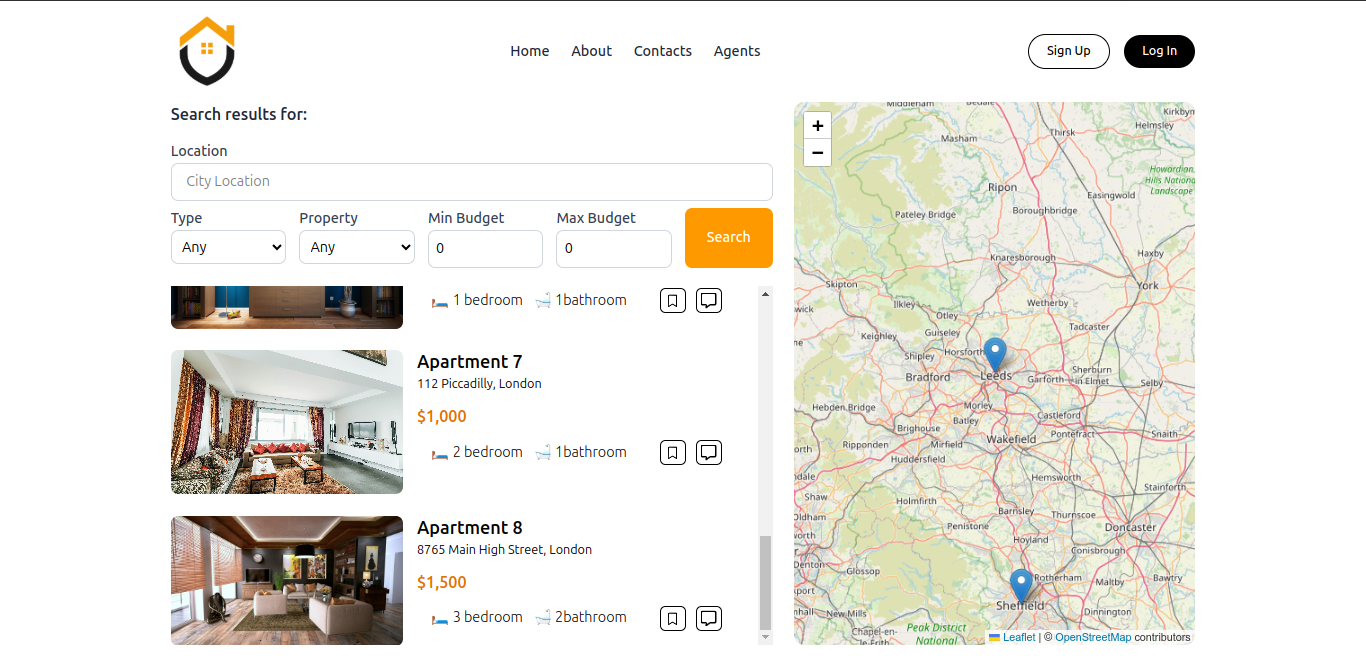 Home About Contacts Agents Sign Up Log In
Search results for:
Location
City Location
Type Property Min Budget Max Budget
Any Any 0 0 Search
1 bedroom 1bathroom
Apartment 7
112 Piccadilly, London
$1,000
2 bedroom 1bathroom
Apartment 8
8765 Main High Street, London
$1,500
3 bedroom 2bathroom
+
−
Middleham
Kirkbym
Thirsk
Helmsley
Masham
Howardian
Hills National
Landscape
Ripon
Easingwold
Pateley Bridge
Boroughbridge
Knaresborough
Haxby
Skipton
York
Ilkley
Wetherby
Otley
Tadcaster
Keighley
Guiseley
Shipley
Horsforth
Bradford
Leeds
Garforth
Sherburn
in Elmet
Selby
Hebden Bridge
Morley
Castleford
Batley
Brighouse
Mirfield
Wakefield
Pontefract
Snaith
Ripponden
Huddersfield
Hemsworth
Stainforth
Shaw
Holmfirth
Barnsley
Thurnscoe
Oldham
Penistone
Doncaster
Hoyland
Conisbrough
Denton
Glossop
Rotherham
Maltby
Bawtry
Sheffield
Dinnington
New Mills
Chapel-en-
le-Frith
Peak District
National
Leaflet | © OpenStreetMap contributors